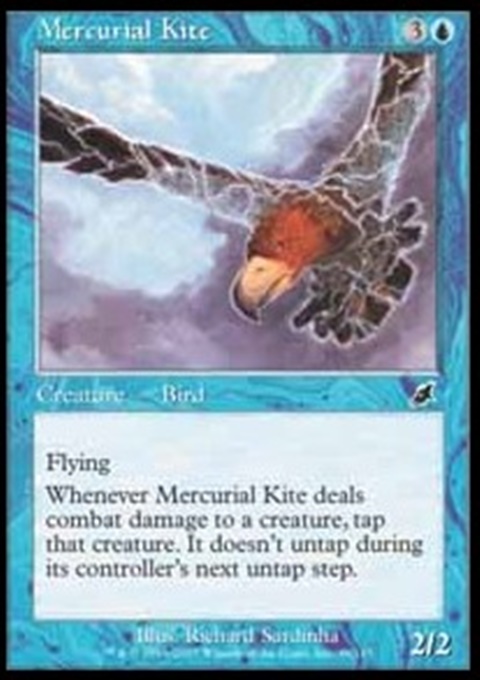 Mercurial Kite 3
Creature Bird
Flying
Whenever Mercurial Kite deals
combat damage to a creature, tap
that creature. It doesn't untap during
its controller's next untap step.
Illus. Richard Sardinha
2/2